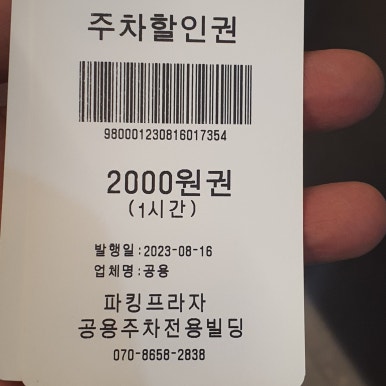 주차할인권
980001230816017354
2000원권
(1시간)
발행일:2023-08-16
업체명:공용
파킹프라자
공용주차전용빌딩
070-8658-2838